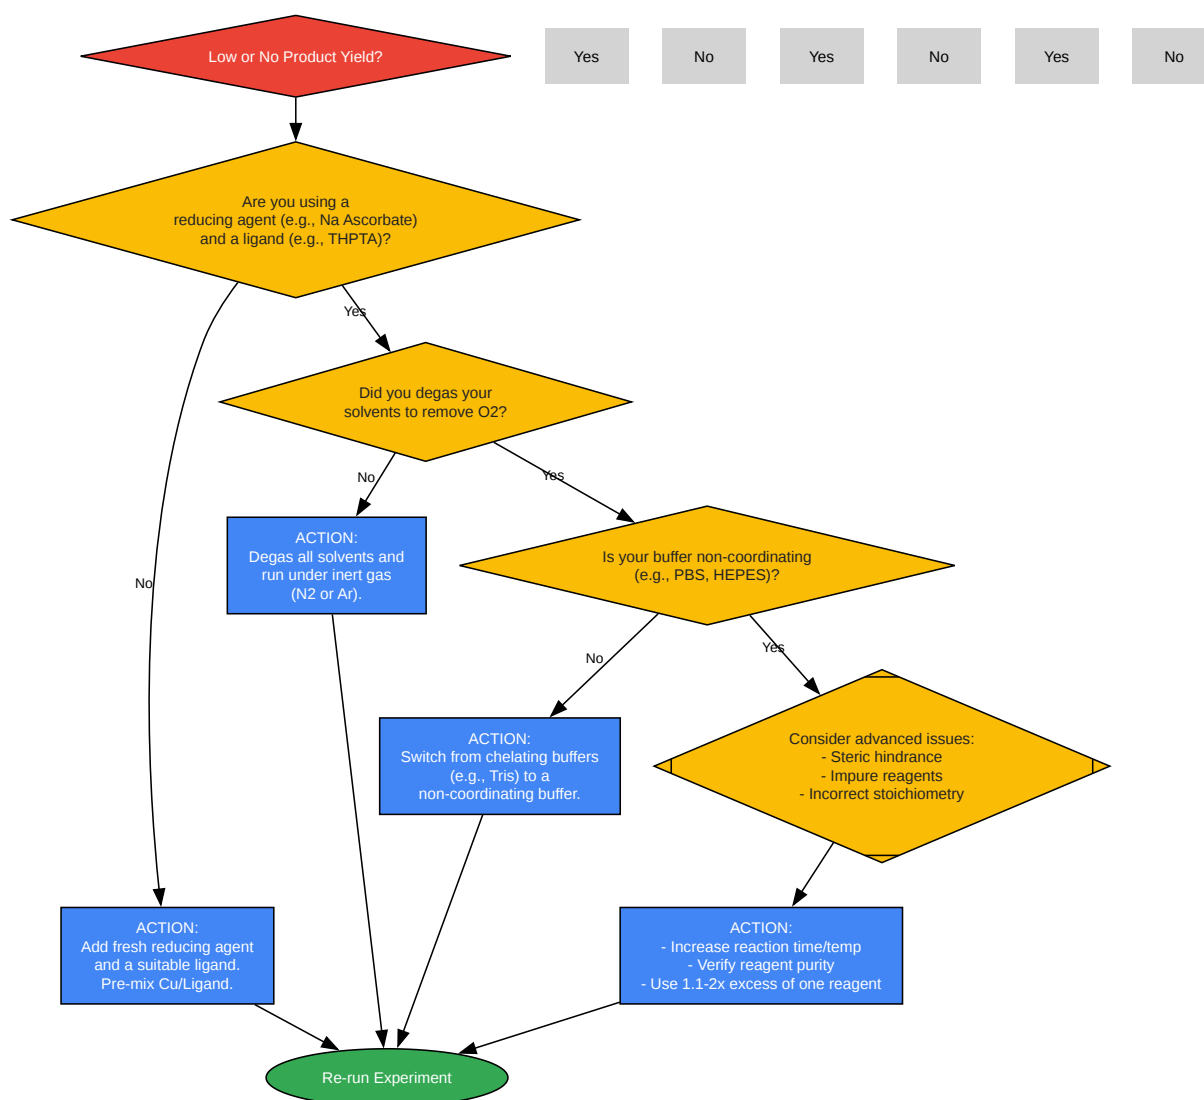 Low or No Product Yield?
Yes
No
Yes
No
Yes
No
Are you using a
reducing agent (e.g., Na Ascorbate)
and a ligand (e.g., THPTA)?
Yes
Did you degas your
solvents to remove O2?
No
Yes
ACTION:
Degas all solvents and
run under inert gas
(N2 or Ar).
Is your buffer non-coordinating
(e.g., PBS, HEPES)?
No
No
Yes
ACTION:
Switch from chelating buffers
(e.g., Tris) to a
non-coordinating buffer.
Consider advanced issues:
- Steric hindrance
- Impure reagents
- Incorrect stoichiometry
ACTION:
Add fresh reducing agent
and a suitable ligand.
Pre-mix Cu/Ligand.
ACTION:
- Increase reaction time/temp
- Verify reagent purity
- Use 1.1-2x excess of one reagent
Re-run Experiment